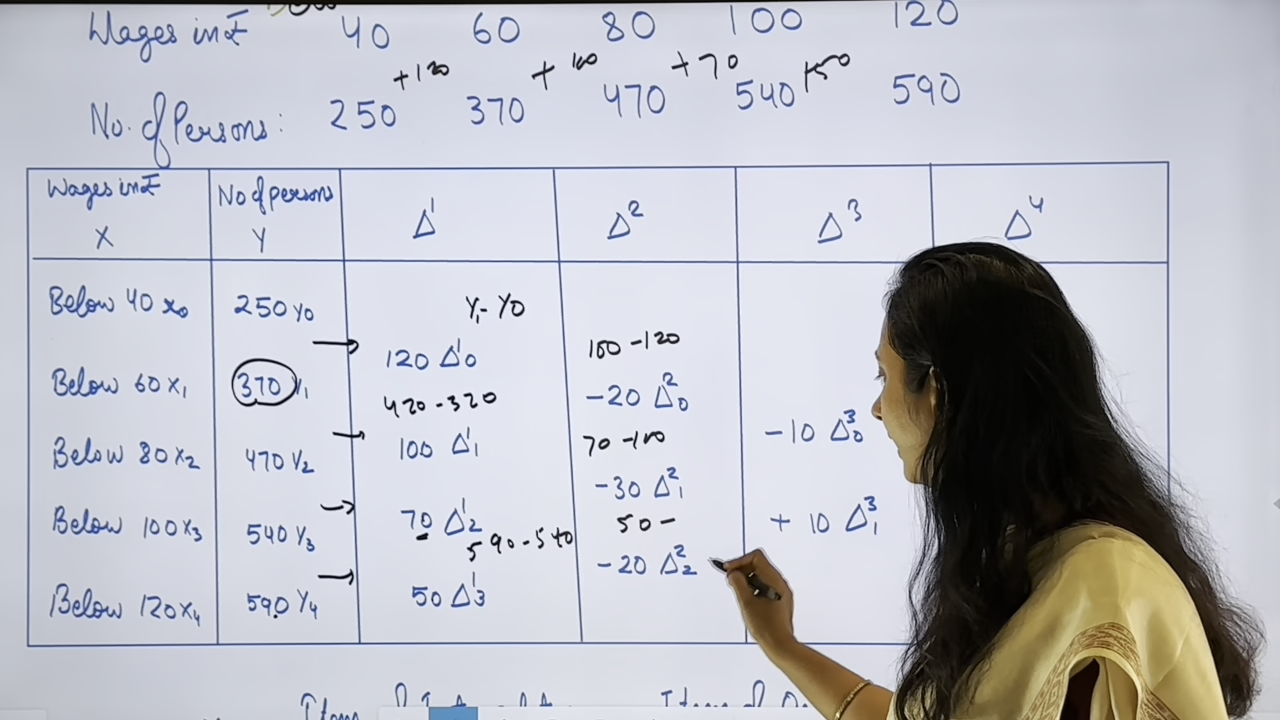 Wages in ₹ 40 60 80 100 120
+120 + 100 +70 +50
No. of Persons: 250 370 470 540 590
Wages in ₹ X
No of persons Y
Δ¹ Δ² Δ³ Δ⁴
Below 40 x₀ 250 Y₀ Y₁- Y₀
120 Δ¹₀ 100 -120
Below 60 x₁ 370 Y₁ -20 Δ²₀
420 - 320
-10 Δ³₀
Below 80 x₂ 470 Y₂ 100 Δ¹₁ 70 -100
-30 Δ²₁
Below 100 x₃ 540 Y₃ 70 Δ¹₂ 50 - + 10 Δ³₁
590 - 540
-20 Δ²₂
Below 120 x₄ 590 Y₄ 50 Δ¹₃